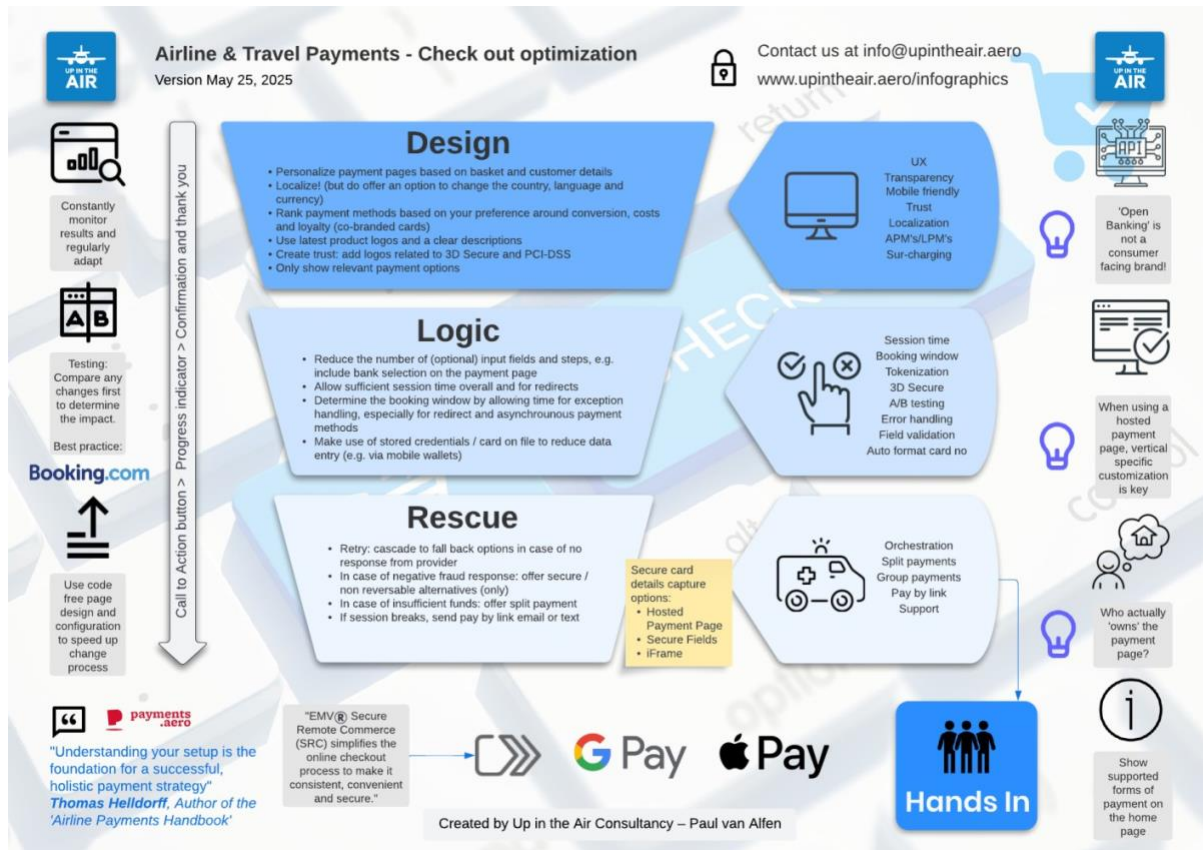 UP IN THE
AIR
Airline & Travel Payments - Check out optimization
Version May 25, 2025
Contact us at info@upintheair.aero
www.upintheair.aero/infographics
UP IN THE
AIR
Constantly
monitor
results and
regularly
adapt
A B
Testing:
Compare any
changes first
to determine
the impact.
Best practice:
Booking.com
Use code
free page
design and
configuration
to speed up
change
process
Call to Action button > Progress indicator > Confirmation and thank you
Design
• Personalize payment pages based on basket and customer details
• Localize! (but do offer an option to change the country, language and
currency)
• Rank payment methods based on your preference around conversion, costs
and loyalty (co-branded cards)
• Use latest product logos and a clear descriptions
• Create trust: add logos related to 3D Secure and PCI-DSS
• Only show relevant payment options
UX
Transparency
Mobile friendly
Trust
Localization
APM's/LPM's
Sur-charging
Logic
• Reduce the number of (optional) input fields and steps, e.g.
include bank selection on the payment page
• Allow sufficient session time overall and for redirects
• Determine the booking window by allowing time for exception
handling, especially for redirect and asynchrounous payment
methods
• Make use of stored credentials / card on file to reduce data
entry (e.g. via mobile wallets)
Session time
Booking window
Tokenization
3D Secure
A/B testing
Error handling
Field validation
Auto format card no
Rescue
• Retry: cascade to fall back options in case of no
response from provider
• In case of negative fraud response: offer secure /
non reversable alternatives (only)
• In case of insufficient funds: offer split payment
• If session breaks, send pay by link email or text
Secure card
details capture
options:
• Hosted
Payment Page
• Secure Fields
• iFrame
Orchestration
Split payments
Group payments
Pay by link
Support
API
'Open
Banking' is
not a
consumer
facing brand!
When using a
hosted
payment
page, vertical
specific
customization
is key
Who actually
'owns' the
payment
page?
Show
supported
forms of
payment on
the home
page
payments
.aero
"Understanding your setup is the
foundation for a successful,
holistic payment strategy"
Thomas Helldorff, Author of the
'Airline Payments Handbook'
"EMV® Secure
Remote Commerce
(SRC) simplifies the
online checkout
process to make it
consistent, convenient
and secure."
G Pay
Pay
Hands In
Created by Up in the Air Consultancy – Paul van Alfen
return
CHECK
alt
option